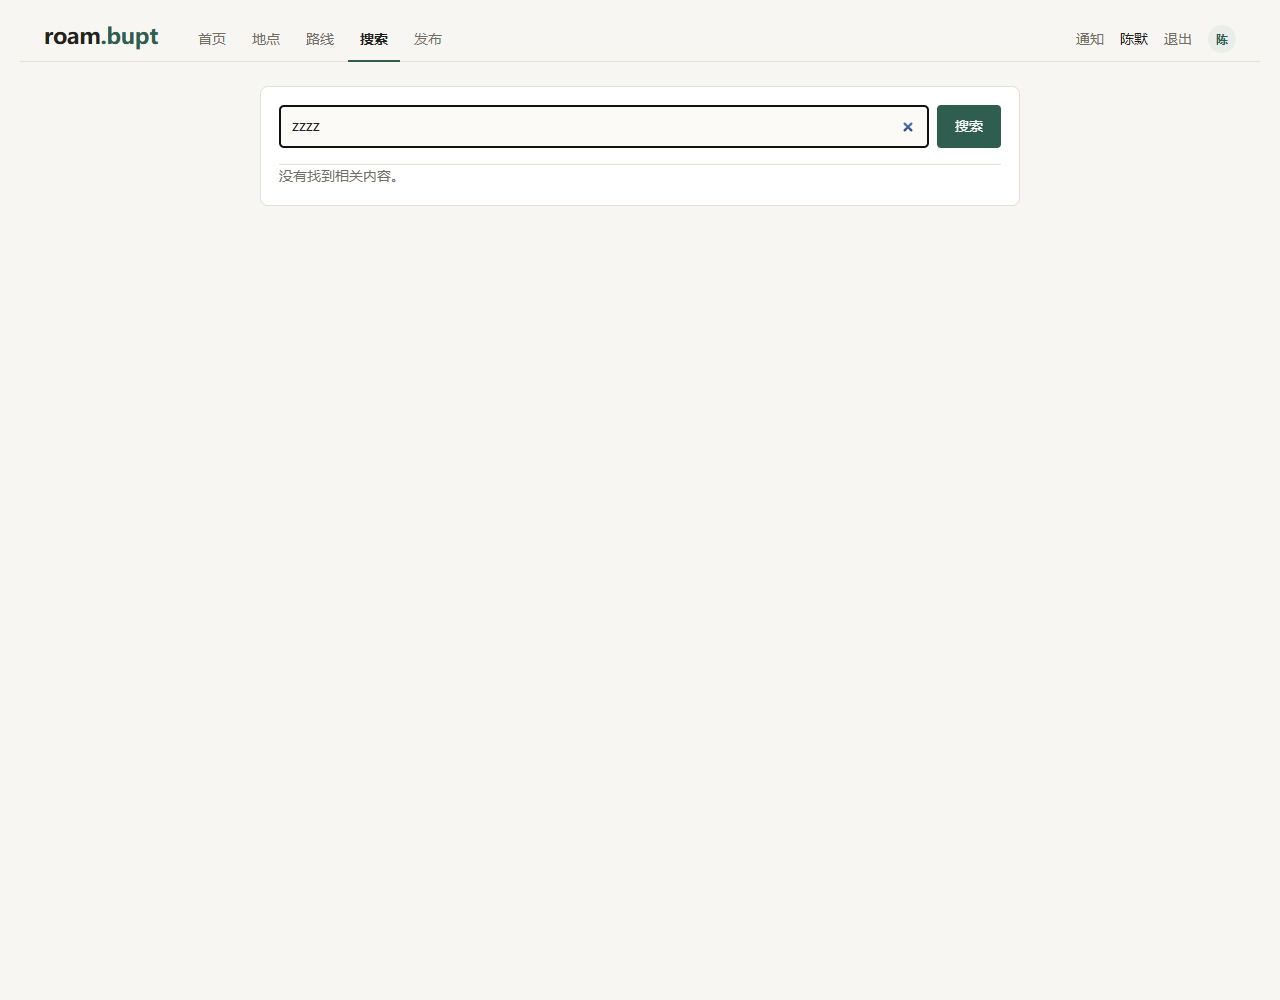 roam.bupt 首页 地点 路线 搜索 发布 通知 陈默 退出 陈
zzzz 搜索
没有找到相关内容。